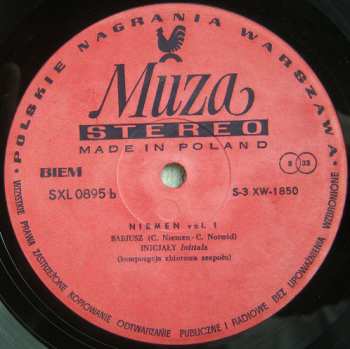 POLSKIE NAGRANIA WARSZAWA
Muza
STEREO
MADE IN POLAND
BIEM
S 33
SXL 0895 b
S-3 XW-1850
NIEMEN vol. 1
BARIUSZ (C. Niemen - C. Norwid)
INICJAŁY Initials
(kompozycja zbiorowa zespołu)
WSZYSTKIE PRAWA ZASTRZEŻONE KOPIOWANIE ODTWARZANIE PUBLICZNE I RADIOWE BEZ UPOWAŻNIENIA WZBRONIONE